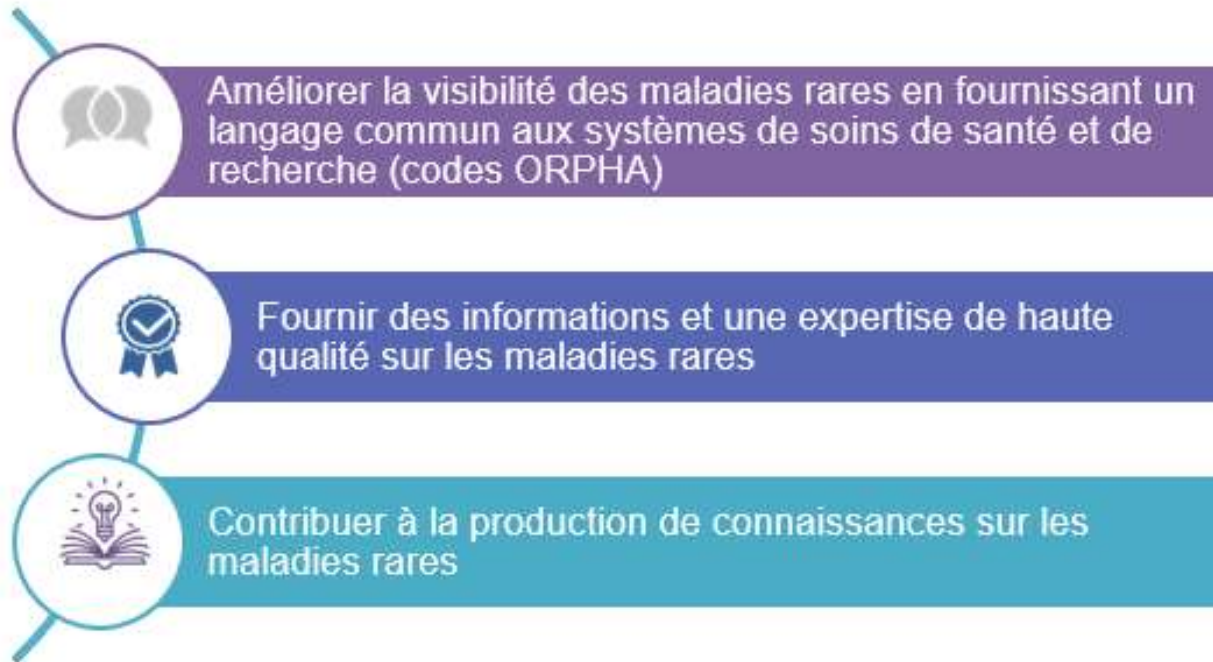 Améliorer la visibilité des maladies rares en fournissant un
langage commun aux systèmes de soins de santé et de
recherche (codes ORPHA)
Fournir des informations et une expertise de haute
qualité sur les maladies rares
Contribuer à la production de connaissances sur les
maladies rares